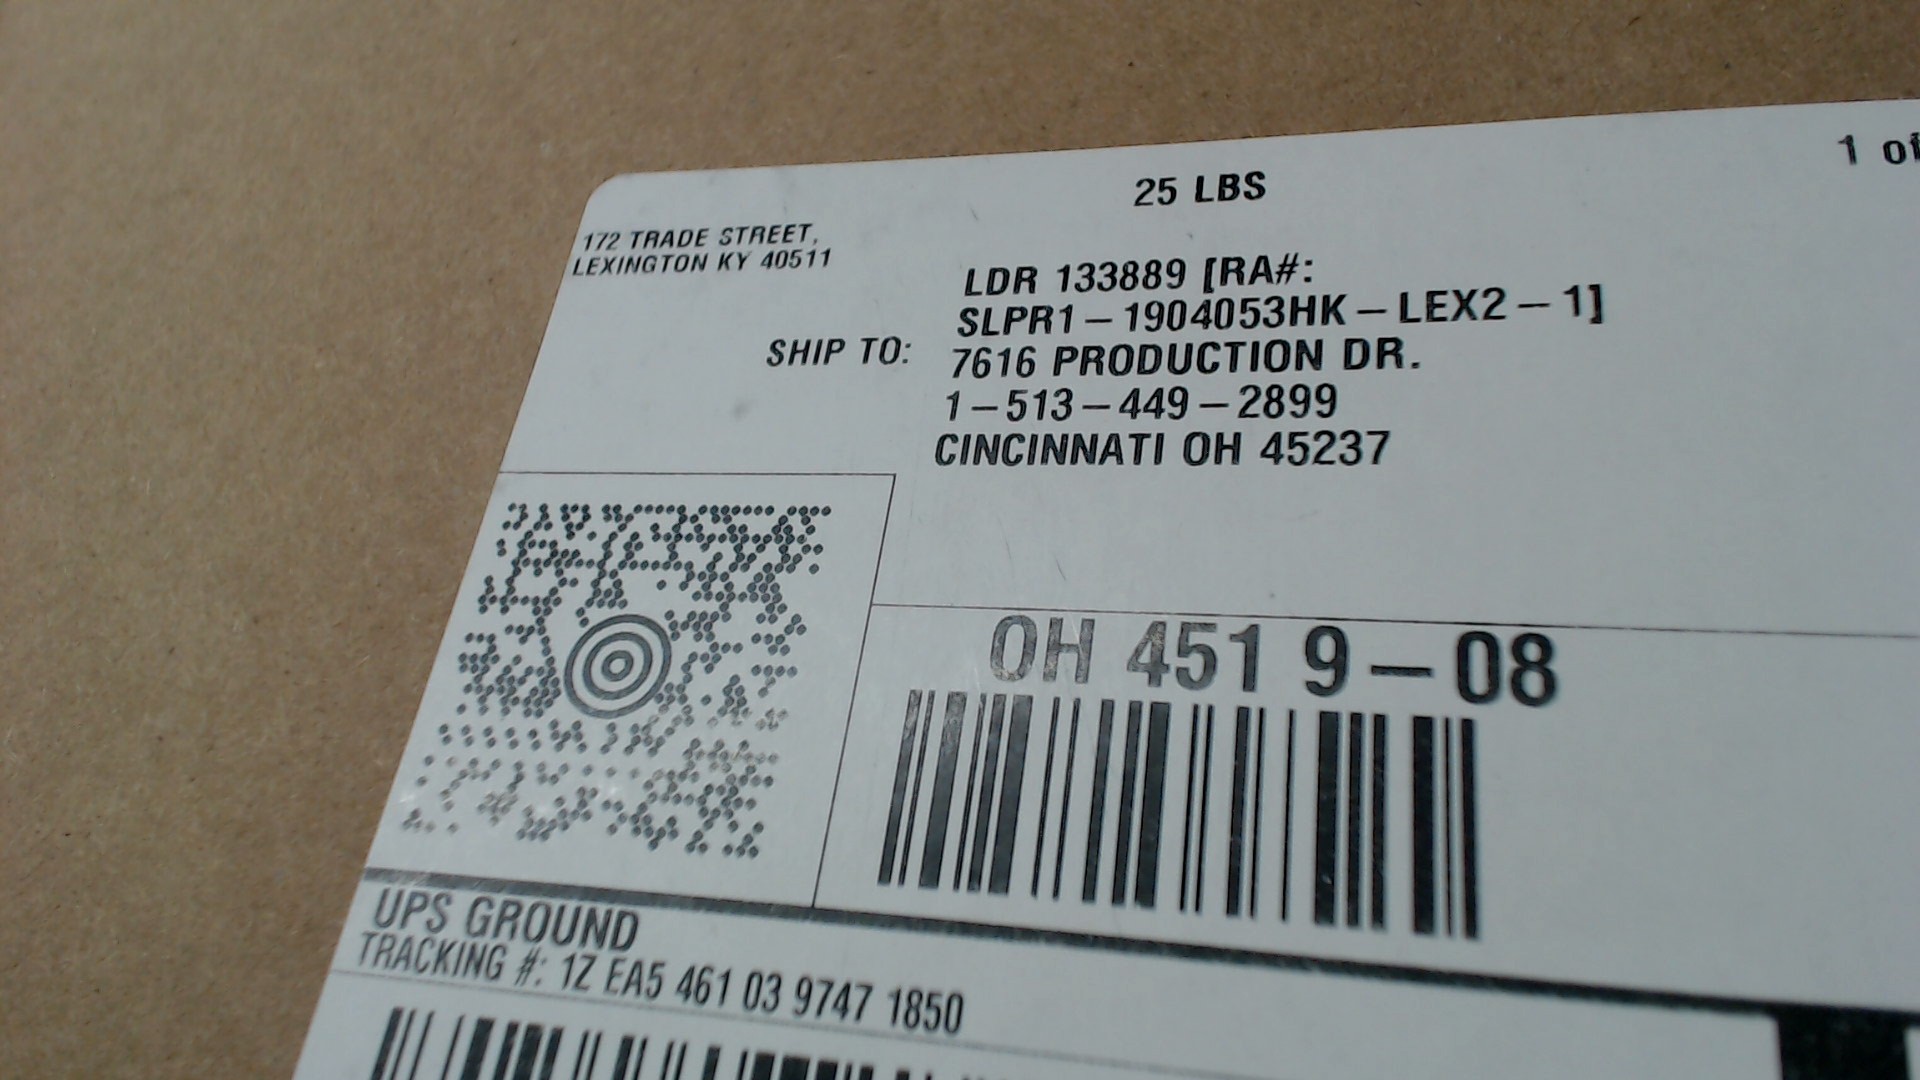 1 of
25 LBS
172 TRADE STREET,
LEXINGTON KY 40511
LDR 133889 [RA#:
SLPR1-1904053HK-LEX2-1]
SHIP TO: 7616 PRODUCTION DR.
1-513-449-2899
CINCINNATI OH 45237
OH 451 9-08
UPS GROUND
TRACKING #: 1Z EA5 461 03 9747 1850